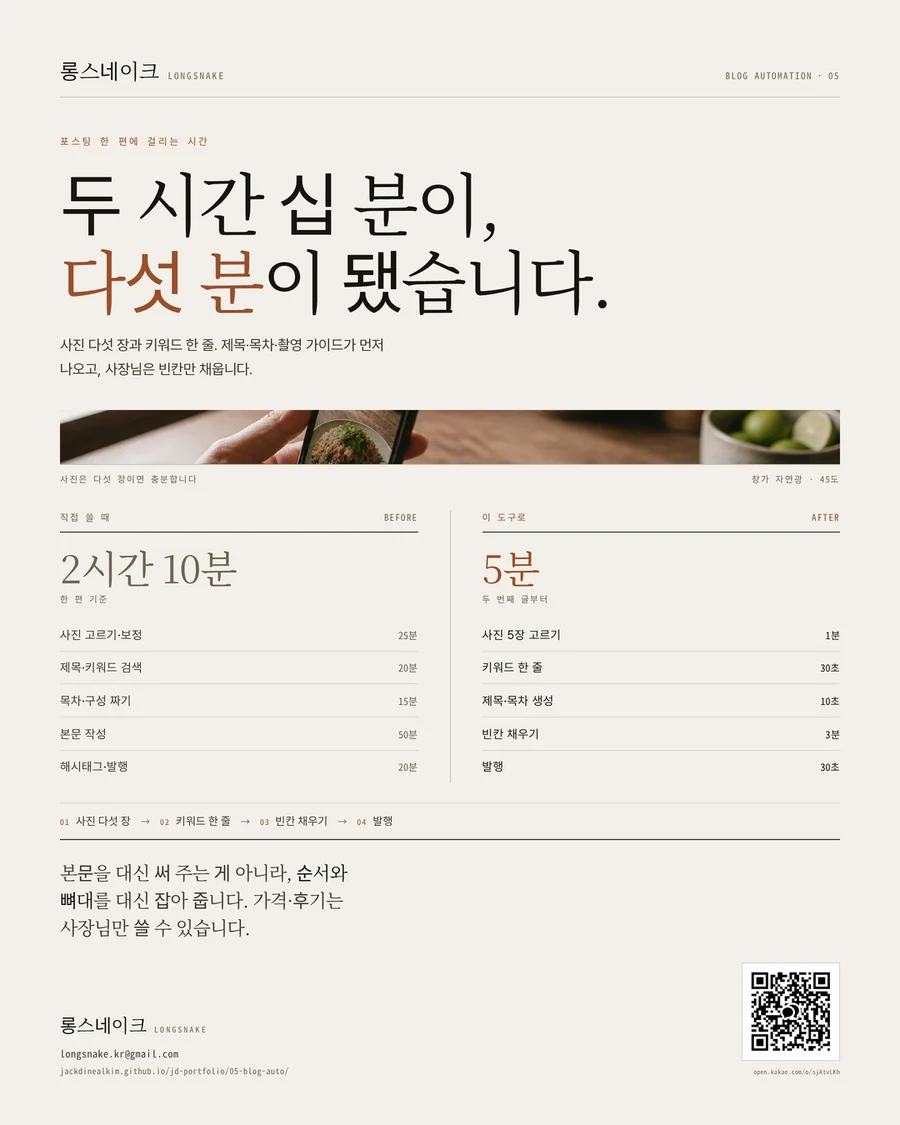 롱스네이크 LONGSNAKE
BLOG AUTOMATION · 05
포스팅 한 편에 걸리는 시간
두 시간 십 분이,
다섯 분이 됐습니다.
사진 다섯 장과 키워드 한 줄. 제목·목차·촬영 가이드가 먼저
나오고, 사장님은 빈칸만 채웁니다.
사진은 다섯 장이면 충분합니다
창가 자연광 · 45도
직접 쓸 때 BEFORE
2시간 10분
한 편 기준
사진 고르기·보정 25분
제목·키워드 검색 20분
목차·구성 짜기 15분
본문 작성 50분
해시태그·발행 20분
이 도구로 AFTER
5분
두 번째 글부터
사진 5장 고르기 1분
키워드 한 줄 30초
제목·목차 생성 10초
빈칸 채우기 3분
발행 30초
01 사진 다섯 장 → 02 키워드 한 줄 → 03 빈칸 채우기 → 04 발행
본문을 대신 써 주는 게 아니라, 순서와
뼈대를 대신 잡아 줍니다. 가격·후기는
사장님만 쓸 수 있습니다.
롱스네이크 LONGSNAKE
longsnake.kr@gmail.com
jackdinealkim.github.io/jd-portfolio/05-blog-auto/
open.kakao.com/o/sjAtvLKh